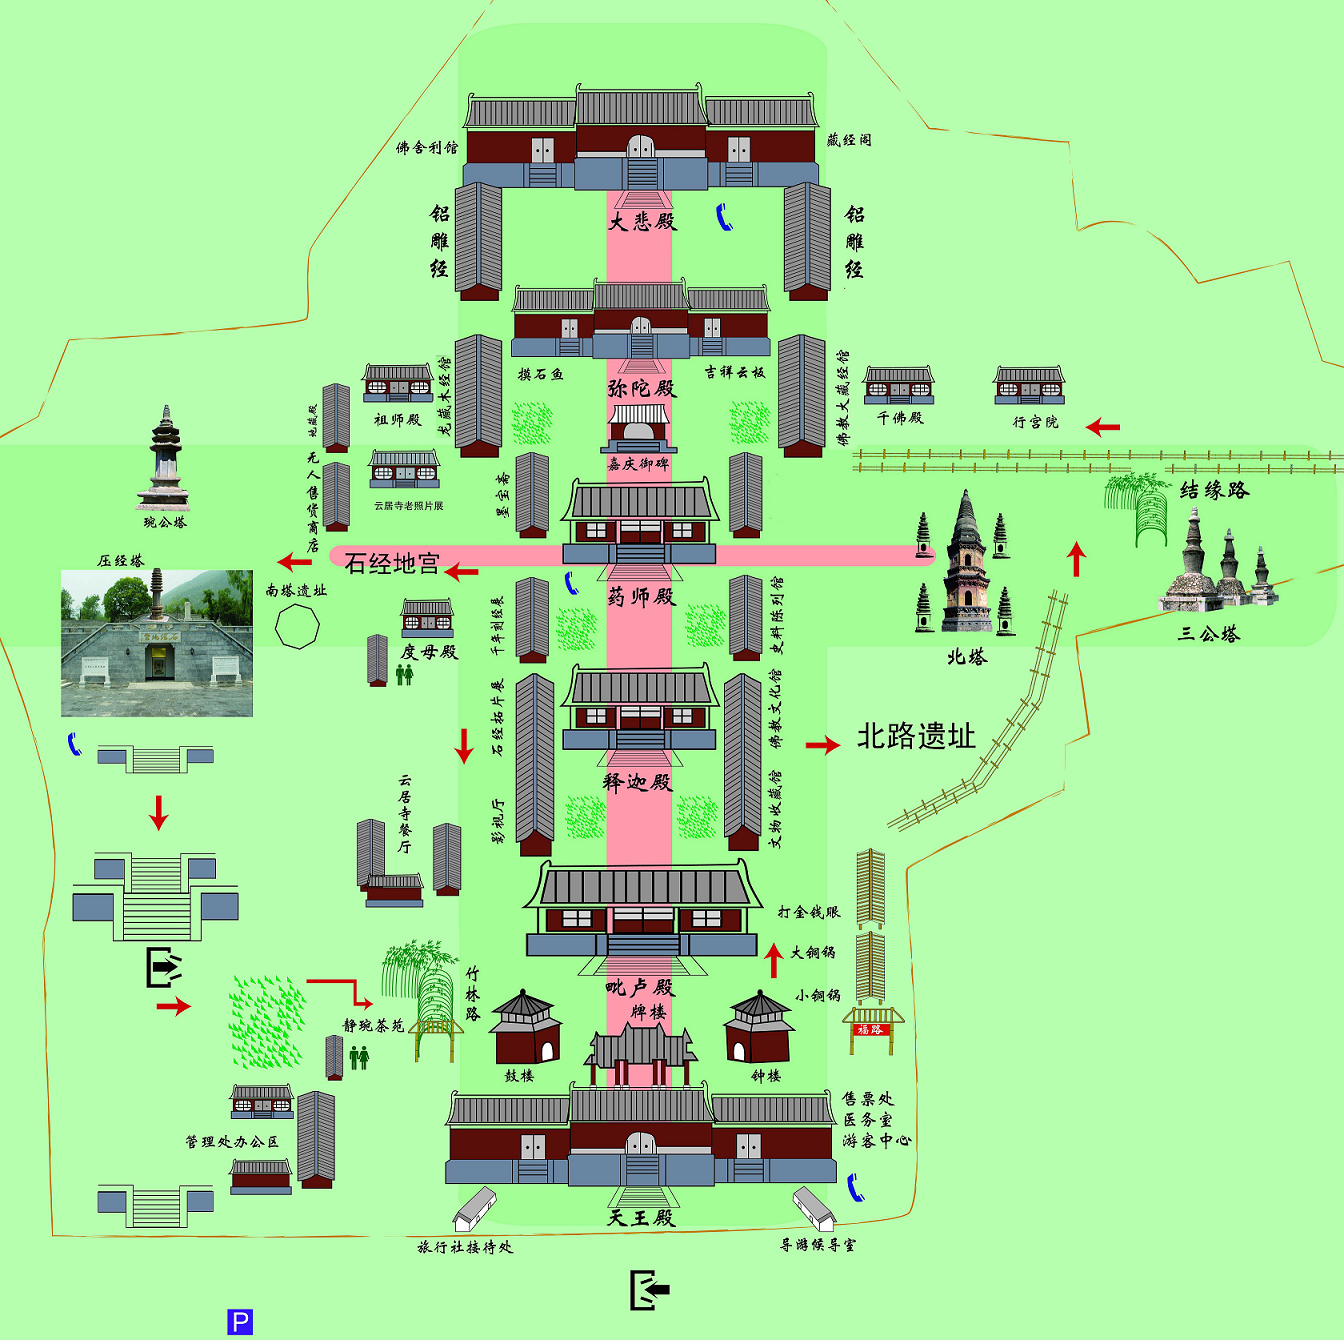 佛舍利馆
藏经阁
大悲殿
铝雕经
铝雕经
摸石鱼
吉祥云板
弥陀殿
龙藏木经馆
佛教大藏经馆
祖师殿
地藏殿
千佛殿
行宫院
嘉庆御碑
无人售货商店
云居寺老照片展
墨宝斋
琬公塔
结缘路
压经塔
石经地宫
药师殿
南塔遗址
石经地宫
度母殿
千年刻经展
史料陈列馆
北塔
三公塔
石经拓片展
佛教文化馆
北路遗址
释迦殿
云居寺餐厅
影视厅
文物收藏馆
打金钱眼
大铜锅
小铜锅
毗卢殿
牌楼
竹林路
静琬茶苑
福路
鼓楼
钟楼
售票处
医务室
游客中心
管理处办公区
天王殿
旅行社接待处
导游候导室
P